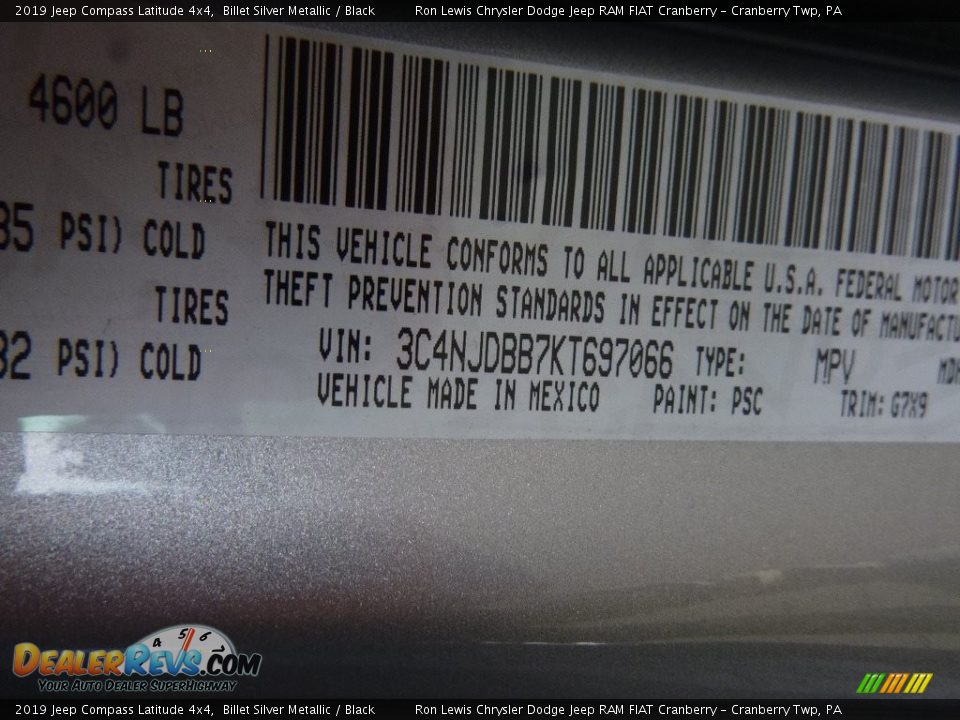 2019 Jeep Compass Latitude 4x4, Billet Silver Metallic / Black Ron Lewis Chrysler Dodge Jeep RAM FIAT Cranberry - Cranberry Twp, PA
4600 LB
TIRES
35 PSI) COLD
THIS VEHICLE CONFORMS TO ALL APPLICABLE U.S.A. FEDERAL MOTOR
TIRES
THEFT PREVENTION STANDARDS IN EFFECT ON THE DATE OF MANUFACTU
32 PSI) COLD
VIN: 3C4NJDBB7KT697066 TYPE: MPV MDH
VEHICLE MADE IN MEXICO PAINT: PSC TRIM: G7X9
4 5 6
DEALERREVS.COM
YOUR AUTO DEALER SUPERHIGHWAY
2019 Jeep Compass Latitude 4x4, Billet Silver Metallic / Black Ron Lewis Chrysler Dodge Jeep RAM FIAT Cranberry - Cranberry Twp, PA